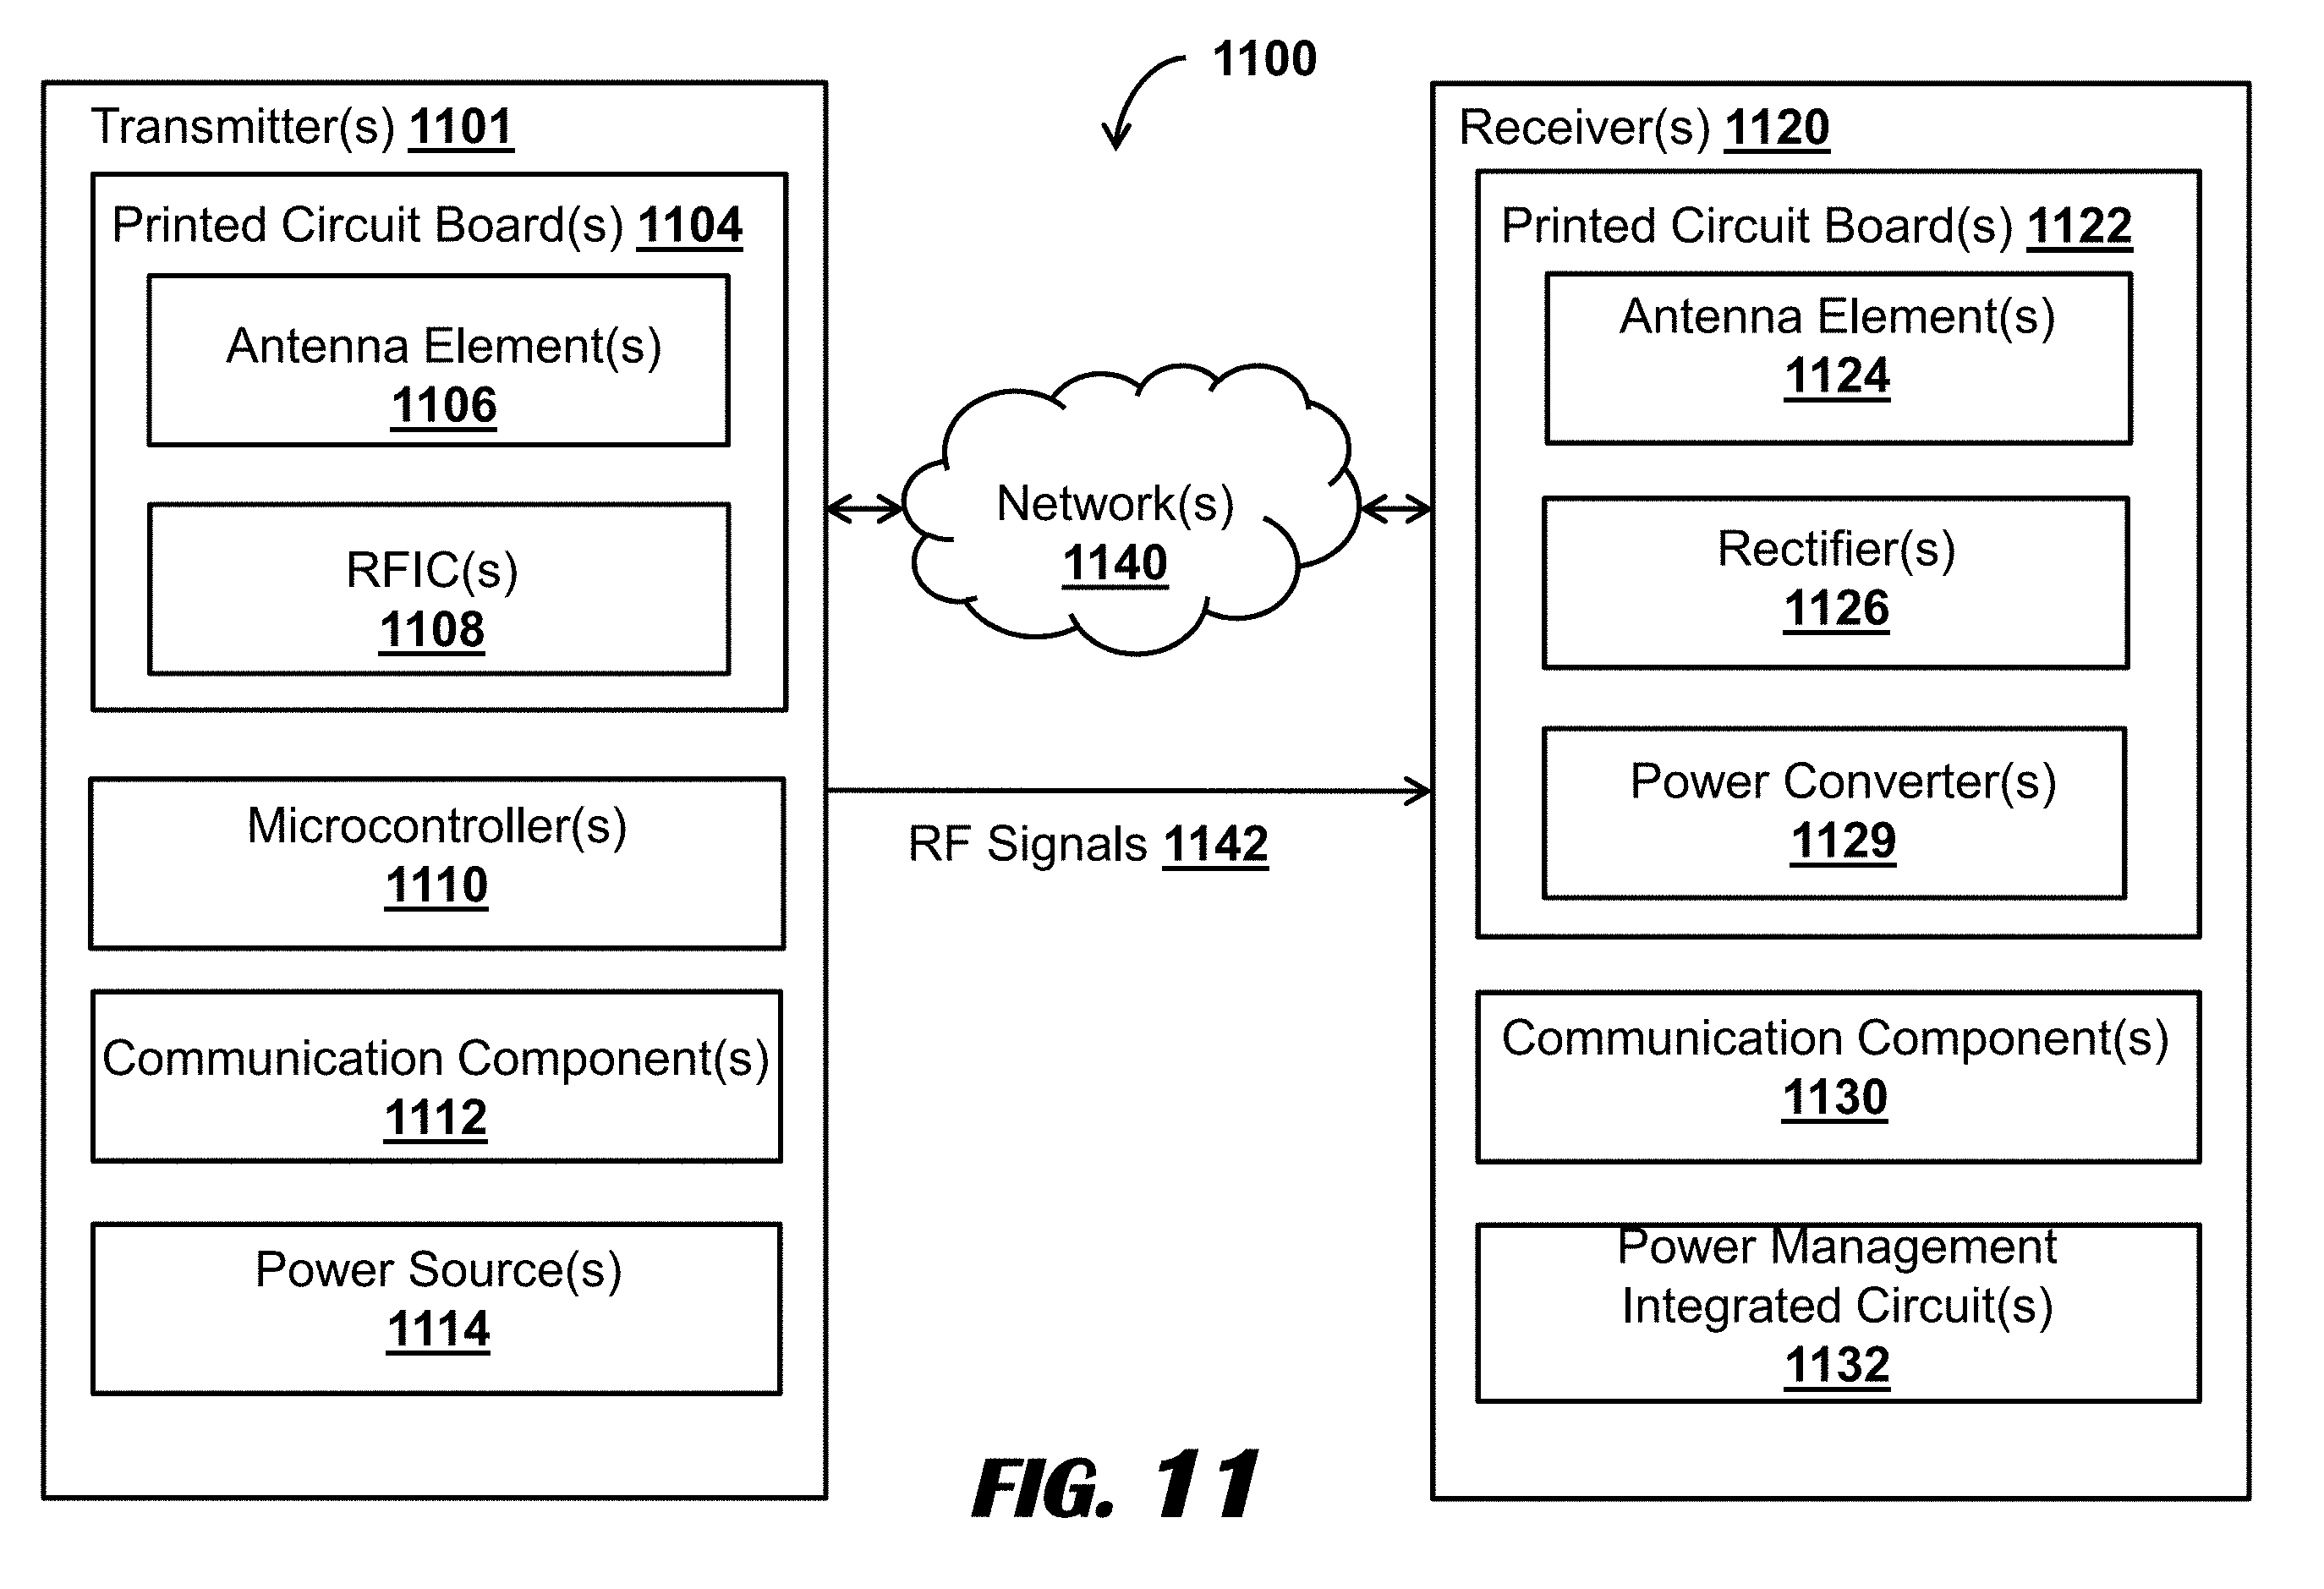 1100
Transmitter(s) 1101
Printed Circuit Board(s) 1104
Antenna Element(s)
1106
RFIC(s)
1108
Microcontroller(s)
1110
Communication Component(s)
1112
Power Source(s)
1114
Network(s)
1140
RF Signals 1142
Receiver(s) 1120
Printed Circuit Board(s) 1122
Antenna Element(s)
1124
Rectifier(s)
1126
Power Converter(s)
1129
Communication Component(s)
1130
Power Management
Integrated Circuit(s)
1132
FIG. 11